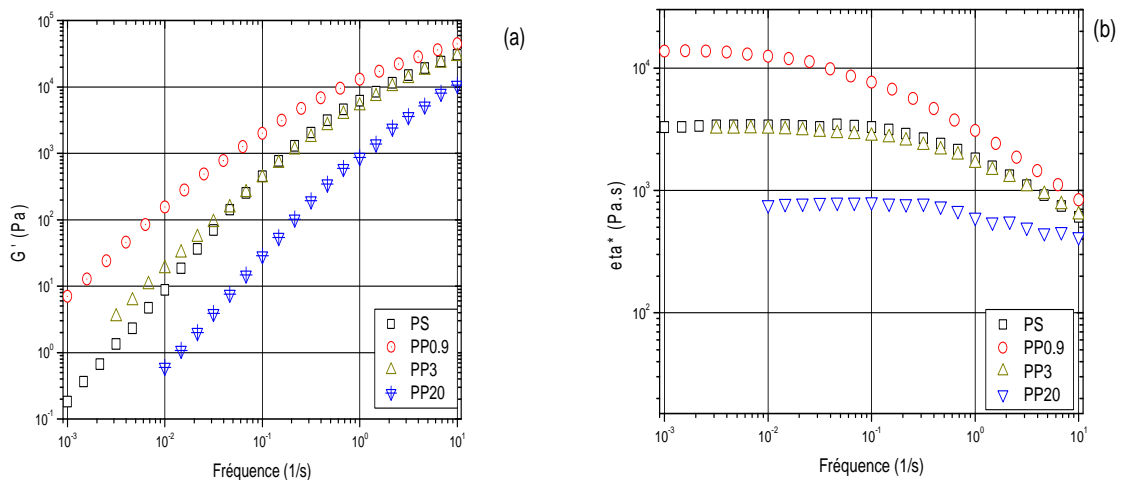 (a)
G ' (Pa)
10^5
10^4
10^3
10^2
10^1
10^0
10^-1
PS
PP0.9
PP3
PP20
10^-3 10^-2 10^-1 10^0 10^1
Fréquence (1/s)
(b)
eta* (Pa.s)
10^4
10^3
10^2
PS
PP0.9
PP3
PP20
10^-3 10^-2 10^-1 10^0 10^1
Fréquence (1/s)